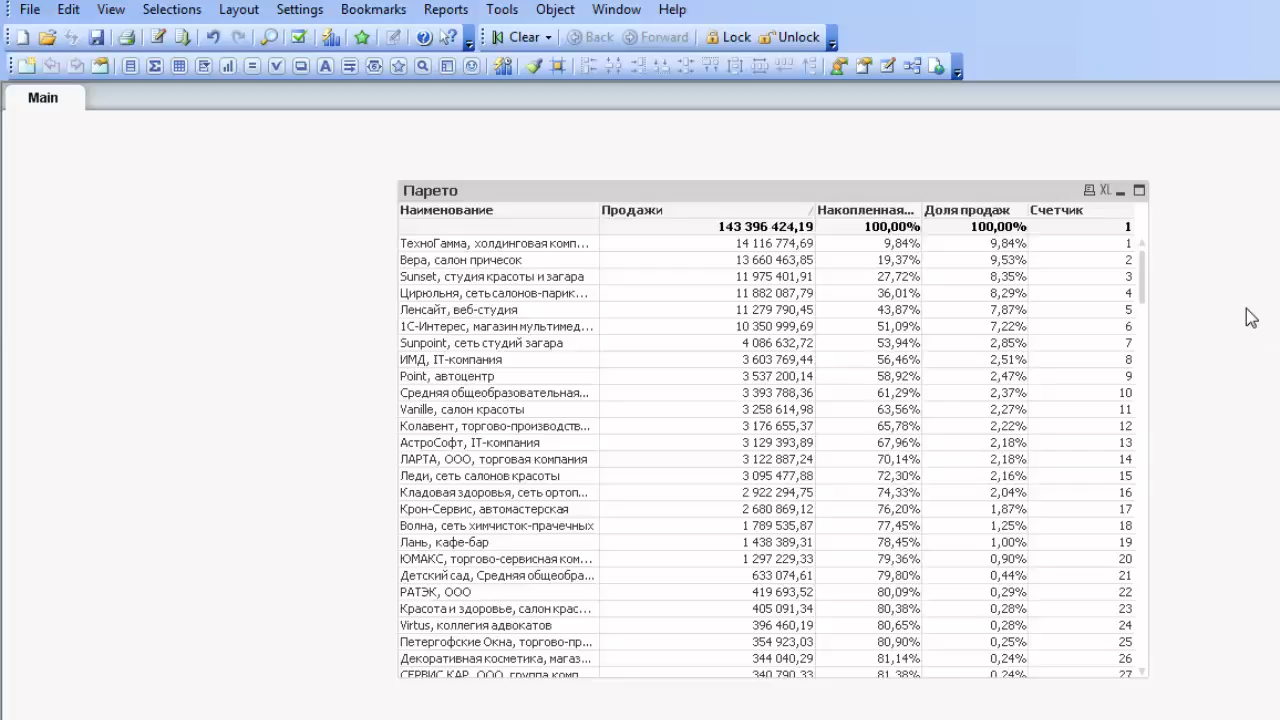 File Edit View Selections Layout Settings Bookmarks Reports Tools Object Window Help
Clear Back Forward Lock Unlock
Main
Парето XL
Наименование Продажи Накопленная... Доля продаж Счетчик
143 396 424,19 100,00% 100,00% 1
ТехноГамма, холдинговая комп... 14 116 774,69 9,84% 9,84% 1
Вера, салон причесок 13 660 463,85 19,37% 9,53% 2
Sunset, студия красоты и загара 11 975 401,91 27,72% 8,35% 3
Цирюльня, сеть салонов-парик... 11 882 087,79 36,01% 8,29% 4
Ленсайт, веб-студия 11 279 790,45 43,87% 7,87% 5
1С-Интерес, магазин мультимед... 10 350 999,69 51,09% 7,22% 6
Sunpoint, сеть студий загара 4 086 632,72 53,94% 2,85% 7
ИМД, IT-компания 3 603 769,44 56,46% 2,51% 8
Point, автоцентр 3 537 200,14 58,92% 2,47% 9
Средняя общеобразовательная... 3 393 788,36 61,29% 2,37% 10
Vanille, салон красоты 3 258 614,98 63,56% 2,27% 11
Колавент, торгово-производств... 3 176 655,37 65,78% 2,22% 12
АстроСофт, IT-компания 3 129 393,89 67,96% 2,18% 13
ЛАРТА, ООО, торговая компания 3 122 887,24 70,14% 2,18% 14
Леди, сеть салонов красоты 3 095 477,88 72,30% 2,16% 15
Кладовая здоровья, сеть ортоп... 2 922 294,75 74,33% 2,04% 16
Крон-Сервис, автомастерская 2 680 869,12 76,20% 1,87% 17
Волна, сеть химчисток-прачечных 1 789 535,87 77,45% 1,25% 18
Лань, кафе-бар 1 438 389,31 78,45% 1,00% 19
ЮМАКС, торгово-сервисная ком... 1 297 229,33 79,36% 0,90% 20
Детский сад, Средняя общеобра... 633 074,61 79,80% 0,44% 21
РАТЭК, ООО 419 693,52 80,09% 0,29% 22
Красота и здоровье, салон крас... 405 091,34 80,38% 0,28% 23
Virtus, коллегия адвокатов 396 460,19 80,65% 0,28% 24
Петергофские Окна, торгово-пр... 354 923,03 80,90% 0,25% 25
Декоративная косметика, магаз... 344 040,29 81,14% 0,24% 26
СЕРВИС КАР, ООО, группа комп... 340 790,33 81,38% 0,24% 27